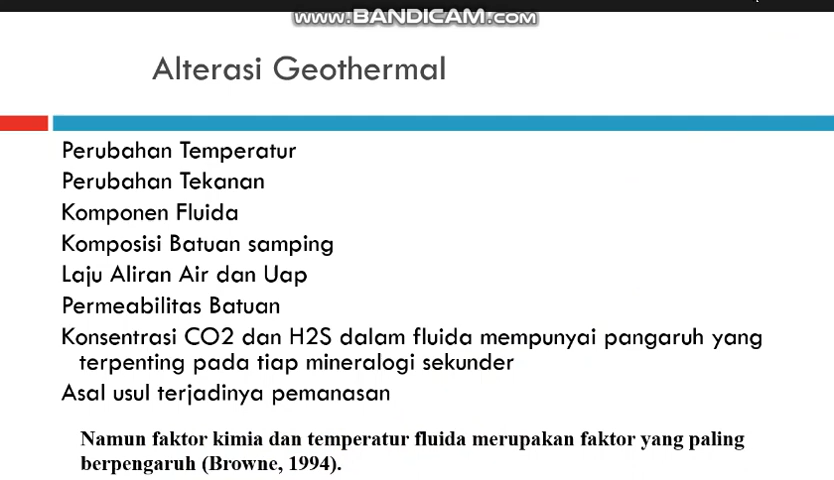 www.BANDICAM.COM
Alterasi Geothermal
Perubahan Temperatur
Perubahan Tekanan
Komponen Fluida
Komposisi Batuan samping
Laju Aliran Air dan Uap
Permeabilitas Batuan
Konsentrasi CO2 dan H2S dalam fluida mempunyai pangaruh yang
terpenting pada tiap mineralogi sekunder
Asal usul terjadinya pemanasan
Namun faktor kimia dan temperatur fluida merupakan faktor yang paling
berpengaruh (Browne, 1994).